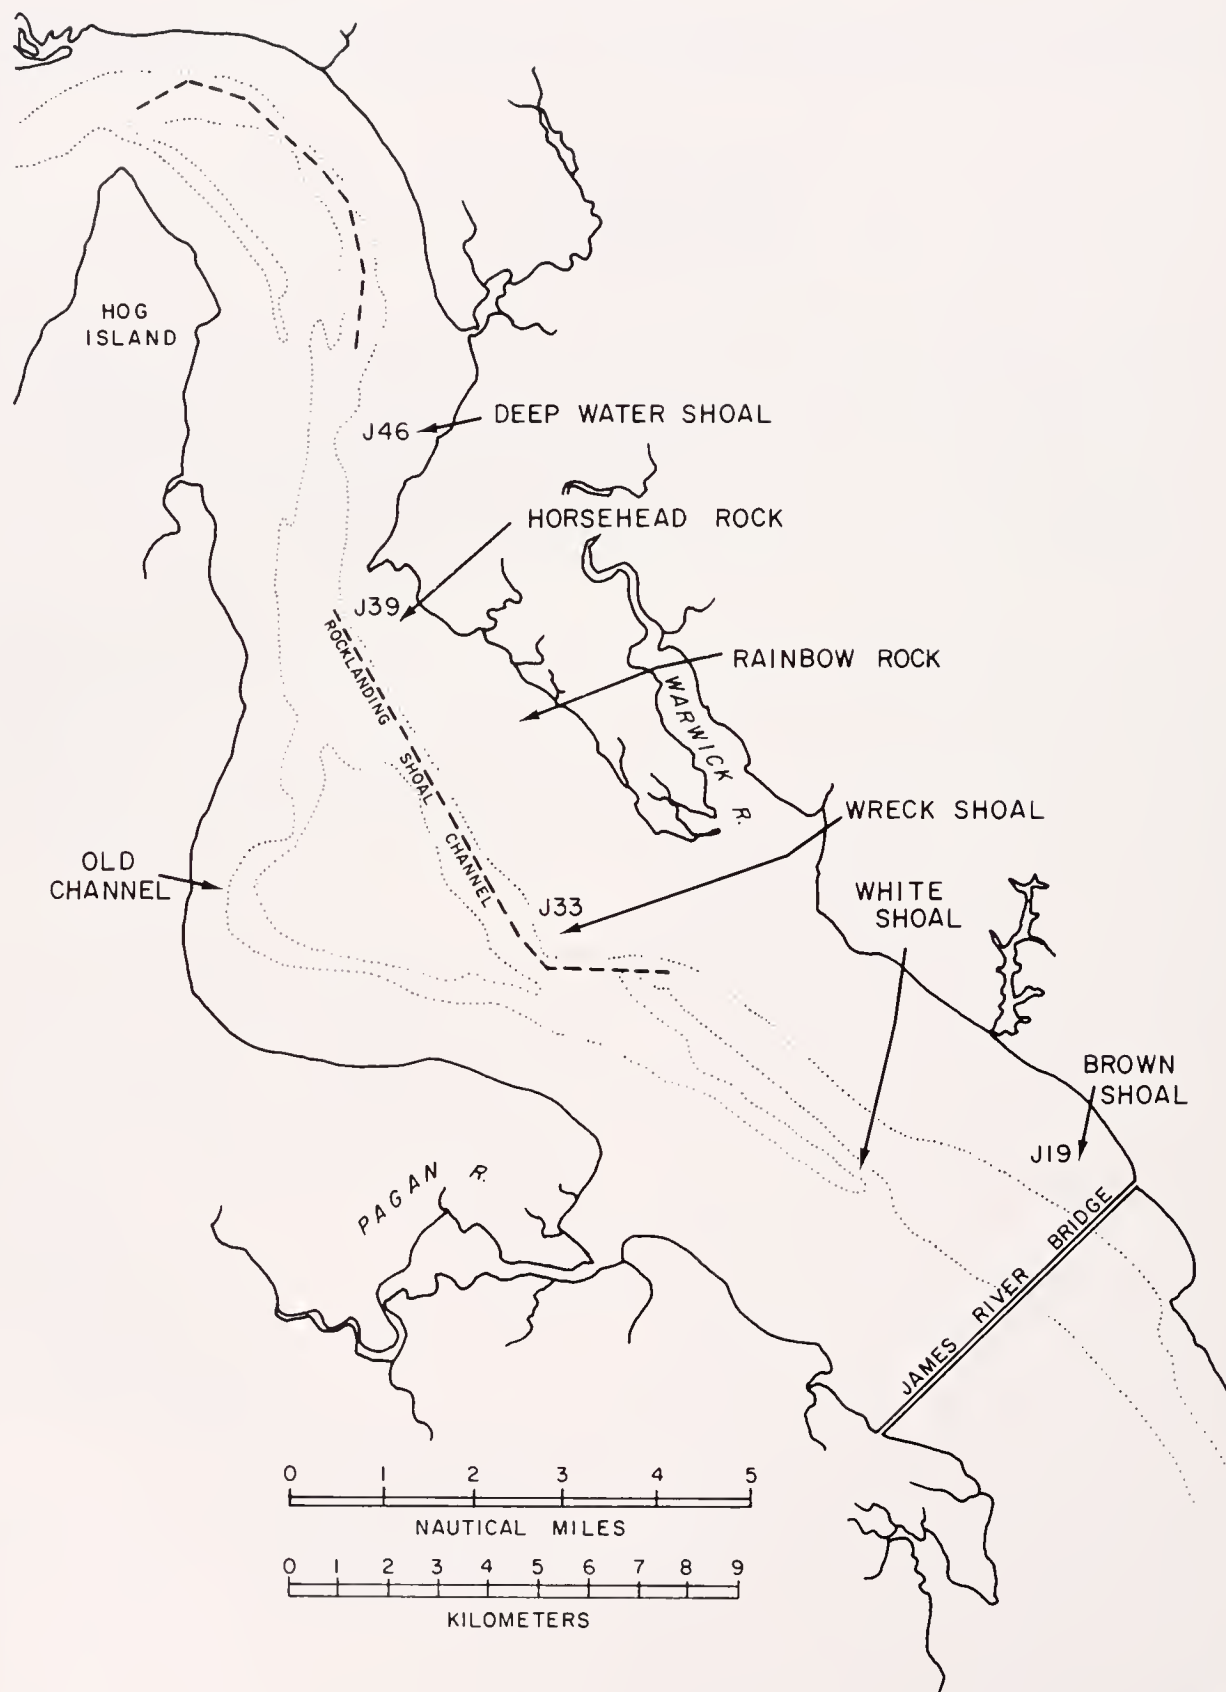 HOG
ISLAND
J46
DEEP WATER SHOAL
HORSEHEAD ROCK
J39
ROCKLANDING
SHOAL
CHANNEL
RAINBOW ROCK
WARWICK R.
WRECK SHOAL
OLD
CHANNEL
J33
WHITE
SHOAL
BROWN
SHOAL
J19
PAGAN R.
JAMES RIVER BRIDGE
0 1 2 3 4 5
NAUTICAL MILES
0 1 2 3 4 5 6 7 8 9
KILOMETERS